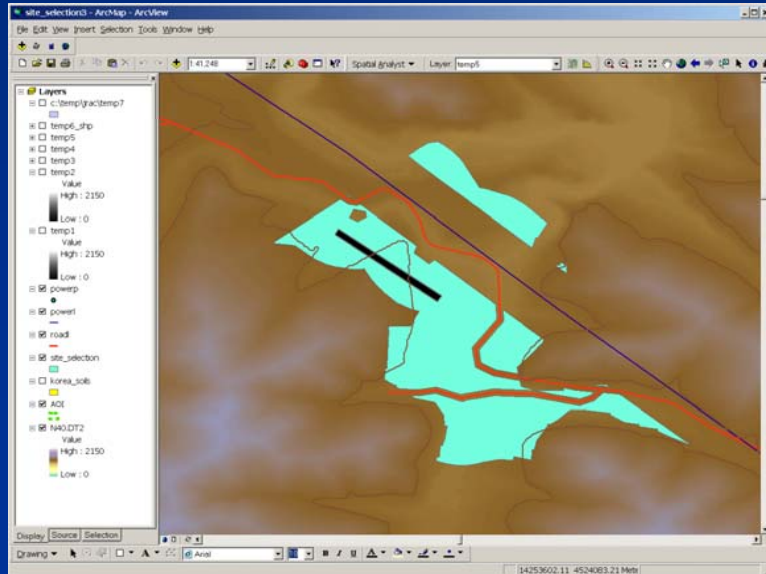 site_selection3 - ArcMap - ArcView
File Edit View Insert Selection Tools Window Help
1:41,248 Spatial Analyst Layer: temp5
Layers
c:\temp\jrac\temp7
temp6_shp
temp5
temp4
temp3
temp2
Value
High : 2150
Low : 0
temp1
Value
High : 2150
Low : 0
powerp
powerl
roadl
site_selection
korea_soils
AOI
N40.DT2
Value
High : 2150
Low : 0
Display Source Selection
Drawing A Arial B I U A
14253602.11 4524083.21 Mete